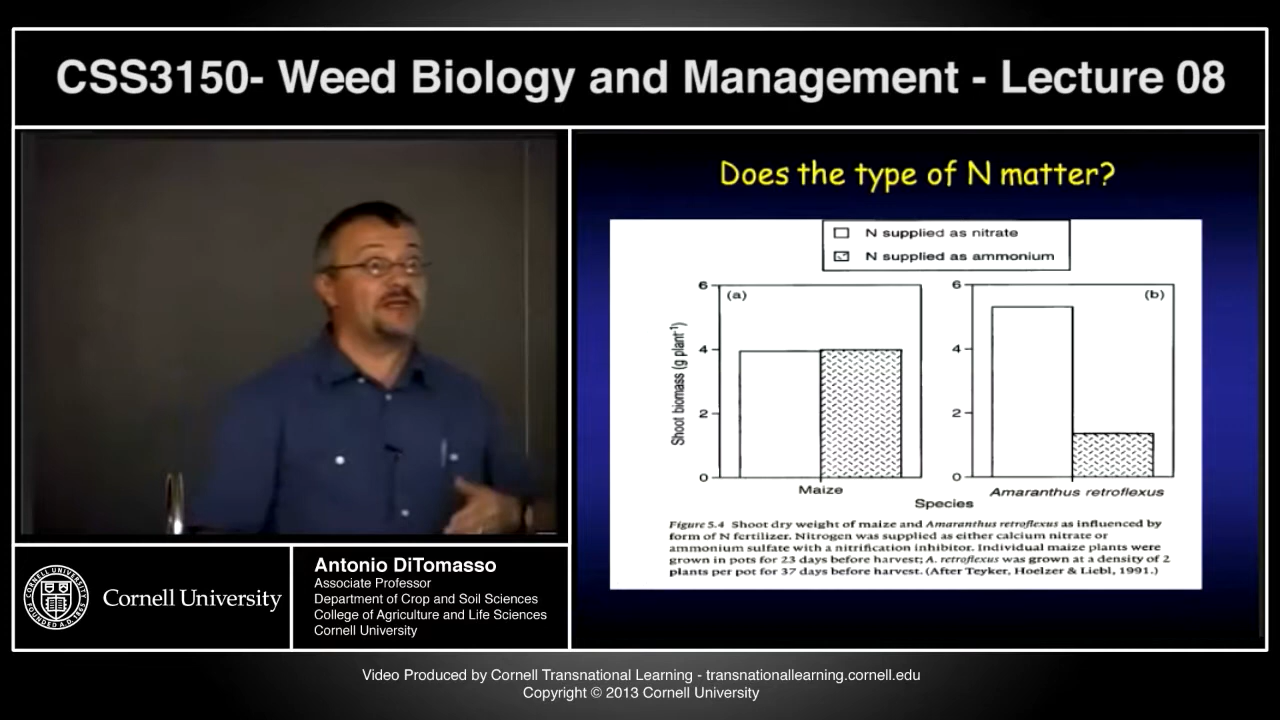 CSS3150- Weed Biology and Management - Lecture 08
Does the type of N matter?
N supplied as nitrate
N supplied as ammonium
6
(a)
4
2
0
Shoot biomass (g plant⁻¹)
Maize
6
(b)
4
2
0
Amaranthus retroflexus
Species
Figure 5.4 Shoot dry weight of maize and Amaranthus retroflexus as influenced by
form of N fertilizer. Nitrogen was supplied as either calcium nitrate or
ammonium sulfate with a nitrification inhibitor. Individual maize plants were
grown in pots for 23 days before harvest; A. retroflexus was grown at a density of 2
plants per pot for 37 days before harvest. (After Teyker, Hoelzer & Liebl, 1991.)
Cornell University
Antonio DiTomasso
Associate Professor
Department of Crop and Soil Sciences
College of Agriculture and Life Sciences
Cornell University
Video Produced by Cornell Transnational Learning - transnationallearning.cornell.edu
Copyright © 2013 Cornell University